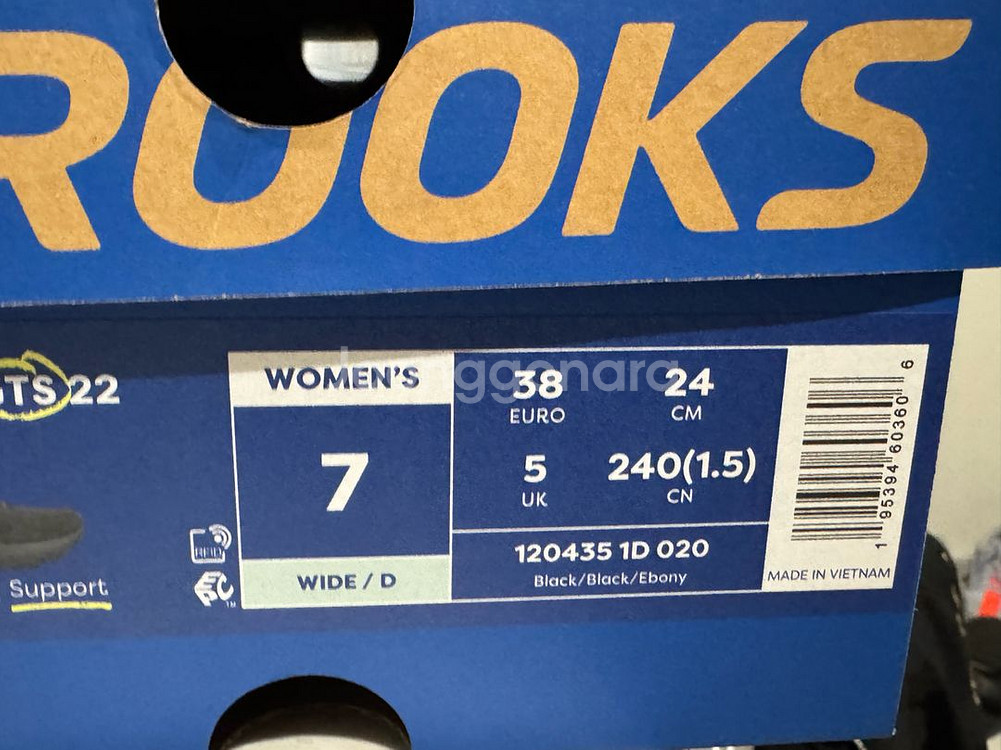 ROOKS
GTS 22
Support
RFID
WOMEN'S
7
WIDE / D
38
EURO
24
CM
5
UK
240(1.5)
CN
120435 1D 020
Black/Black/Ebony
1 95394 60360 6
MADE IN VIETNAM